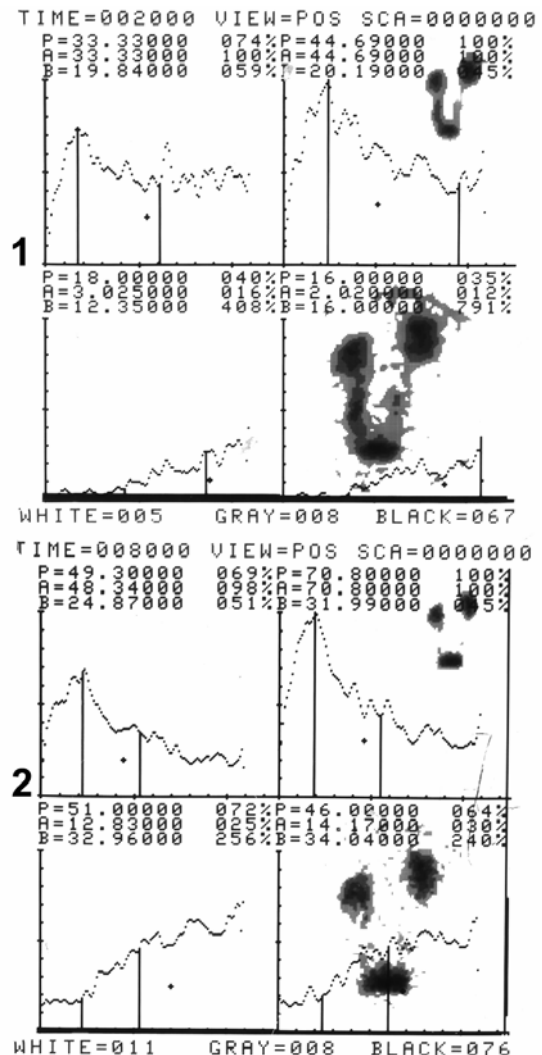 TIME=002000 VIEW=POS SCA=0000000
P=33.33000 074% P=44.69000 100%
A=33.33000 100% A=44.69000 100%
B=19.84000 059% B=20.19000 045%
1
P=18.00000 040% P=16.00000 035%
A=3.025000 016% A=2.020000 012%
B=12.35000 408% B=16.00000 791%
WHITE=005 GRAY=008 BLACK=067
TIME=008000 VIEW=POS SCA=0000000
P=49.30000 069% P=70.80000 100%
A=48.34000 098% A=70.80000 100%
B=24.87000 051% B=31.99000 045%
2
P=51.00000 072% P=46.00000 064%
A=12.83000 025% A=14.17000 030%
B=32.96000 256% B=34.04000 240%
WHITE=011 GRAY=008 BLACK=076